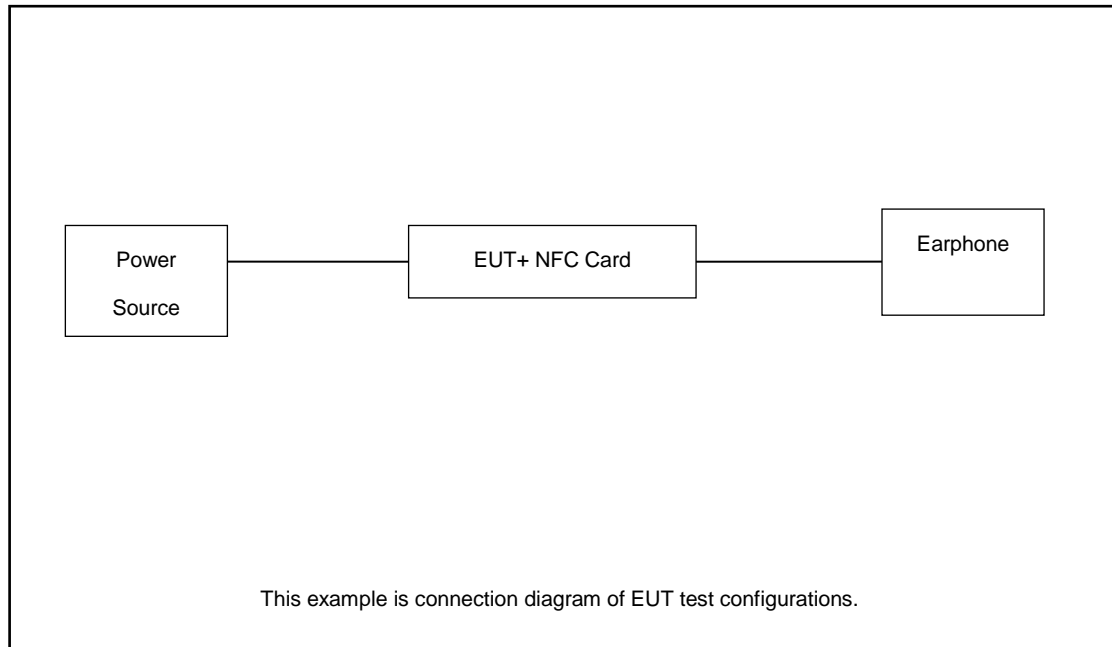 Power
Source
EUT+ NFC Card
Earphone
This example is connection diagram of EUT test configurations.